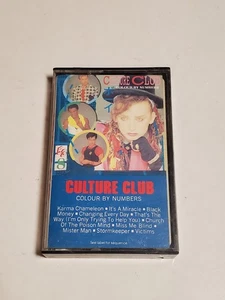 CULTURE CLUB
COLOUR BY NUMBERS
Karma Chameleon • It's A Miracle • Black
Money • Changing Every Day • That's The
Way (I'm Only Trying To Help You) • Church
Of The Poison Mind • Miss Me Blind •
Mister Man • Stormkeeper • Victims